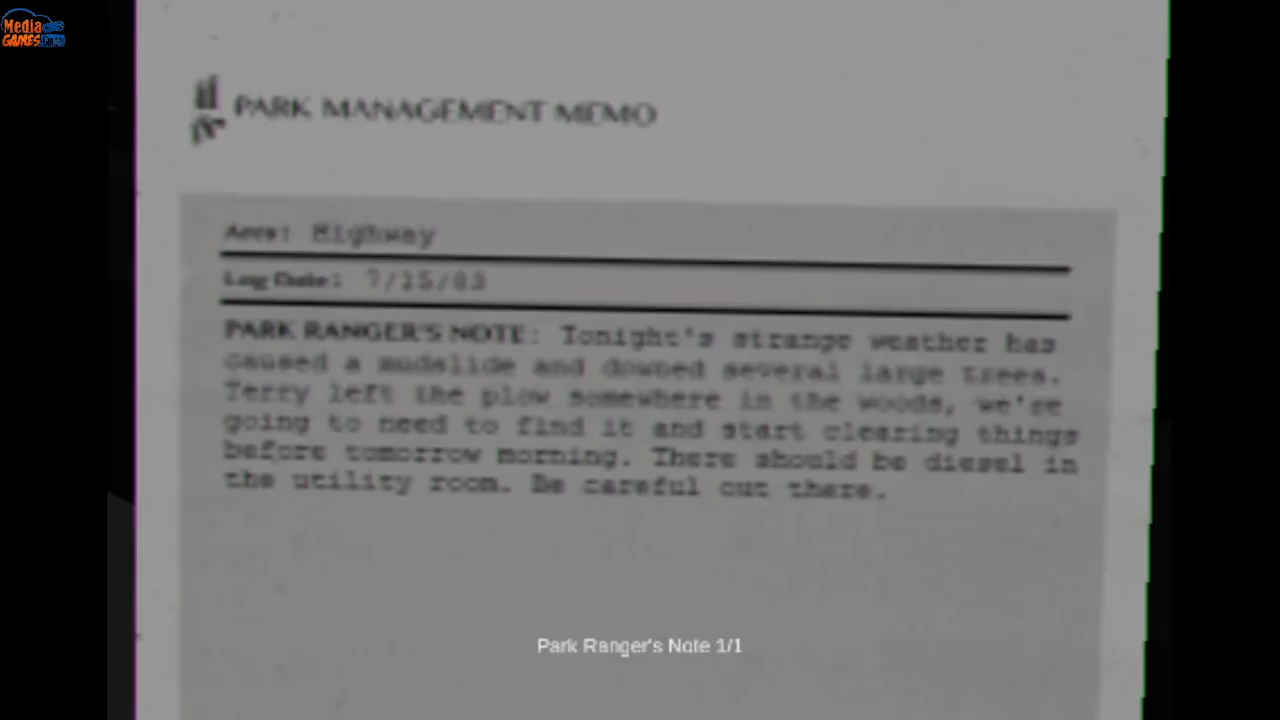 Media
GAMES
PARK MANAGEMENT MEMO
Area: Highway
Log Date: 7/15/83
PARK RANGER'S NOTE: Tonight's strange weather has
caused a mudslide and downed several large trees.
Terry left the plow somewhere in the woods, we're
going to need to find it and start clearing things
before tomorrow morning. There should be diesel in
the utility room. Be careful out there.
Park Ranger's Note 1/1